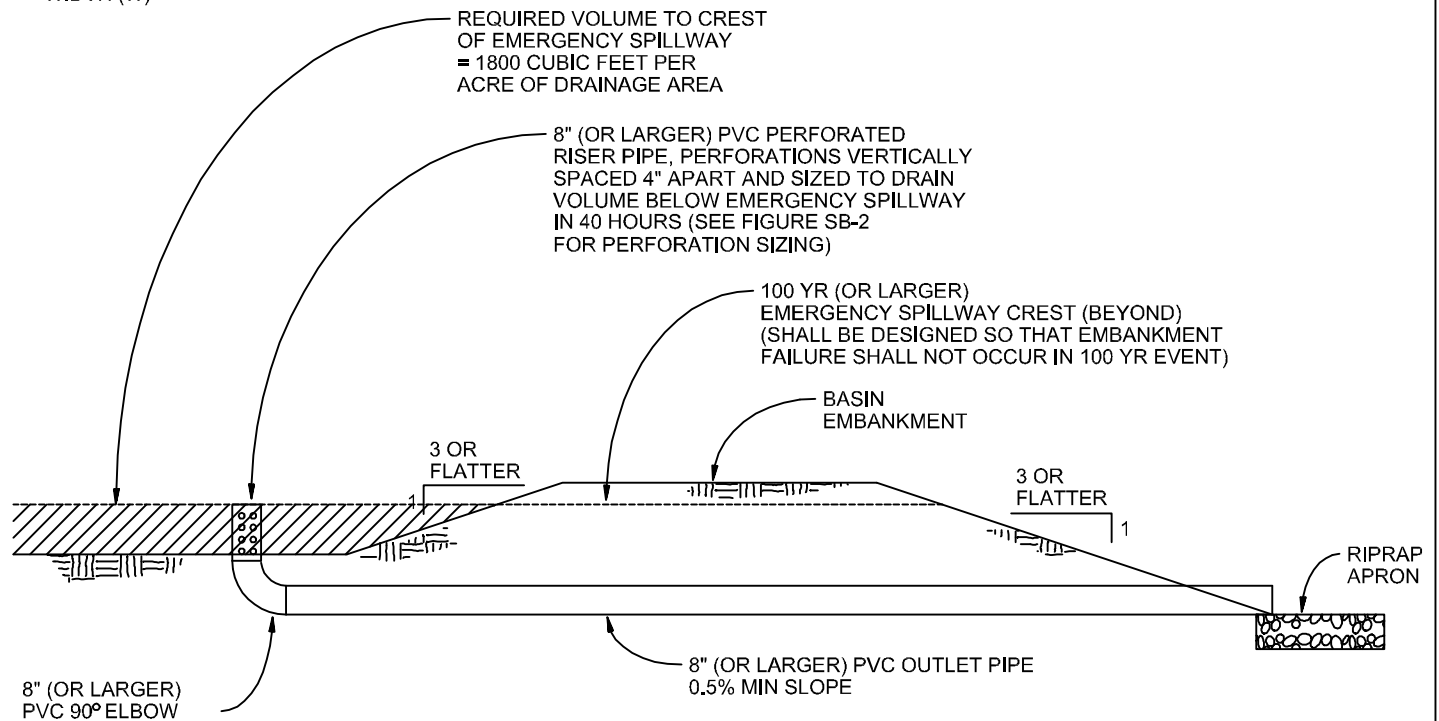 REQUIRED VOLUME TO CREST
OF EMERGENCY SPILLWAY
= 1800 CUBIC FEET PER
ACRE OF DRAINAGE AREA
8" (OR LARGER) PVC PERFORATED
RISER PIPE, PERFORATIONS VERTICALLY
SPACED 4" APART AND SIZED TO DRAIN
VOLUME BELOW EMERGENCY SPILLWAY
IN 40 HOURS (SEE FIGURE SB-2
FOR PERFORATION SIZING)
100 YR (OR LARGER)
EMERGENCY SPILLWAY CREST (BEYOND)
(SHALL BE DESIGNED SO THAT EMBANKMENT
FAILURE SHALL NOT OCCUR IN 100 YR EVENT)
BASIN
EMBANKMENT
3 OR
FLATTER
1
3 OR
FLATTER
1
RIPRAP
APRON
8" (OR LARGER) PVC OUTLET PIPE
0.5% MIN SLOPE
8" (OR LARGER)
PVC 90° ELBOW